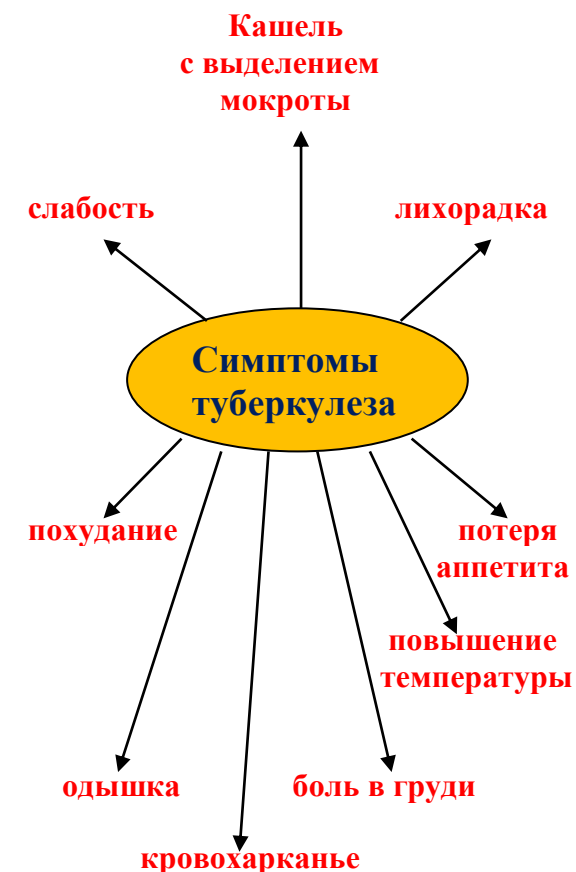 Кашель
с выделением
мокроты
слабость
лихорадка
Симптомы
туберкулеза
похудание
потеря
аппетита
повышение
температуры
одышка
боль в груди
кровохарканье